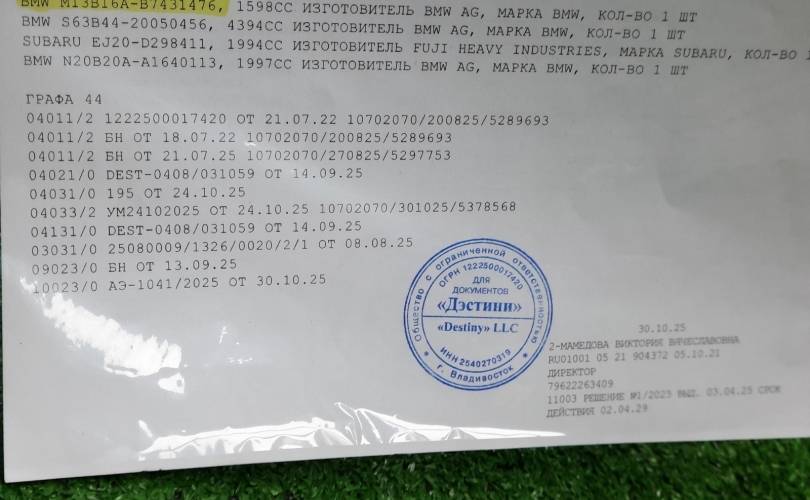 BMW M13B16A-B7431476, 1598CC ИЗГОТОВИТЕЛЬ BMW AG, МАРКА BMW, КОЛ-ВО 1 ШТ
BMW S63B44-20050456, 4394CC ИЗГОТОВИТЕЛЬ BMW AG, МАРКА BMW, КОЛ-ВО 1 ШТ
SUBARU EJ20-D298411, 1994CC ИЗГОТОВИТЕЛЬ FUJI HEAVY INDUSTRIES, МАРКА SUBARU, КОЛ-ВО 1
BMW N20B20A-A1640113, 1997CC ИЗГОТОВИТЕЛЬ BMW AG, МАРКА BMW, КОЛ-ВО 1 ШТ
ГРАФА 44
04011/2 1222500017420 ОТ 21.07.22 10702070/200825/5289693
04011/2 БН ОТ 18.07.22 10702070/200825/5289693
04011/2 БН ОТ 21.07.25 10702070/270825/5297753
04021/0 DEST-0408/031059 ОТ 14.09.25
04031/0 195 ОТ 24.10.25
04033/2 УМ24102025 ОТ 24.10.25 10702070/301025/5378568
04131/0 DEST-0408/031059 ОТ 14.09.25
03031/0 25080009/1326/0020/2/1 ОТ 08.08.25
09023/0 БН ОТ 13.09.25
10023/0 АЭ-1041/2025 ОТ 30.10.25
Общество с ограниченной ответственностью
ОГРН 1222500017420
ДЛЯ
ДОКУМЕНТОВ
«Дэстини»
«Destiny» LLC
ИНН 2540270319
* г. Владивосток *
30.10.25
2-МАМЕДОВА ВИКТОРИЯ ВЯЧЕСЛАВОВНА
RU01001 05 21 904372 05.10.21
ДИРЕКТОР
79622263409
11003 РЕШЕНИЕ №1/2025 ВЫД. 03.04.25 СРОК
ДЕЙСТВИЯ 02.04.29